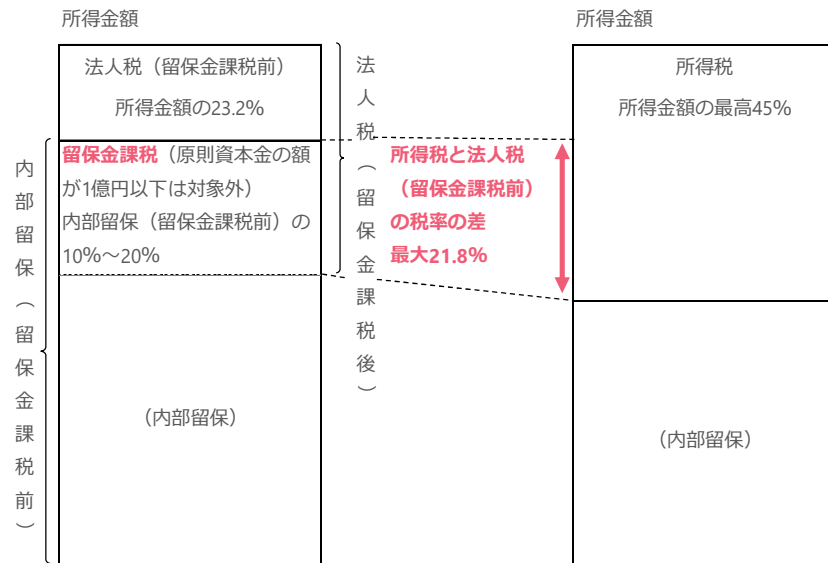 所得金額
法人税（留保金課税前）
所得金額の23.2%
留保金課税（原則資本金の額
が1億円以下は対象外）
内部留保（留保金課税前）の
10%～20%
（内部留保）
内部留保（留保金課税前）
法人税（留保金課税後）
所得税と法人税
（留保金課税前）
の税率の差
最大21.8%
所得金額
所得税
所得金額の最高45%
（内部留保）